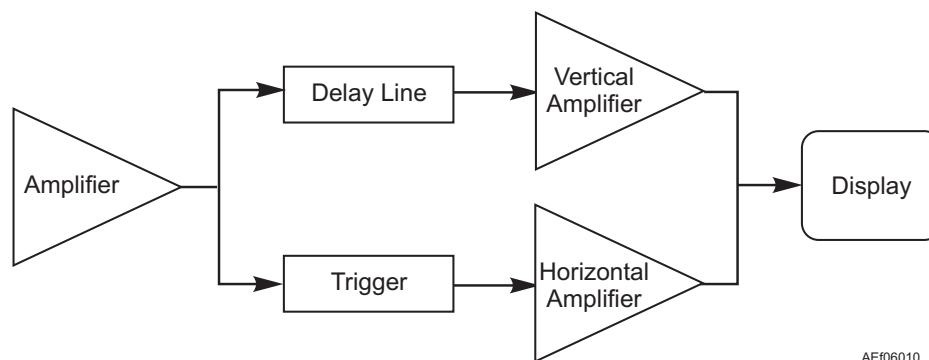 Amplifier
Delay Line
Vertical
Amplifier
Trigger
Horizontal
Amplifier
Display
AEf06010